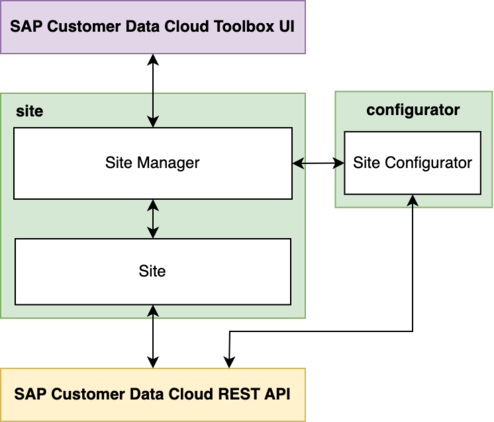 SAP Customer Data Cloud Toolbox UI
site
configurator
Site Manager
Site Configurator
Site
SAP Customer Data Cloud REST API